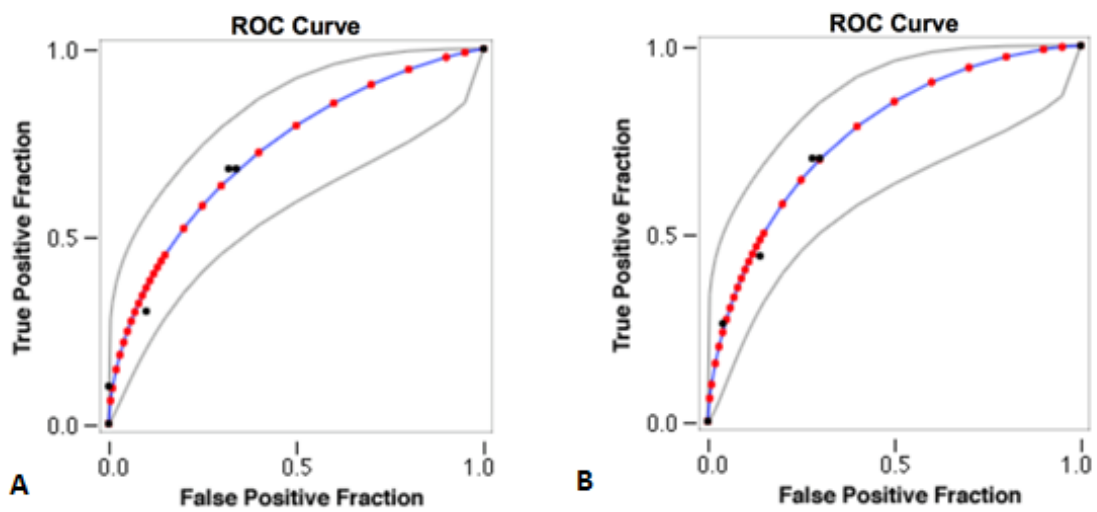 ROC Curve
1.0
True Positive Fraction
0.5
0.0
0.0 0.5 1.0
False Positive Fraction
A
ROC Curve
1.0
True Positive Fraction
0.5
0.0
0.0 0.5 1.0
False Positive Fraction
B